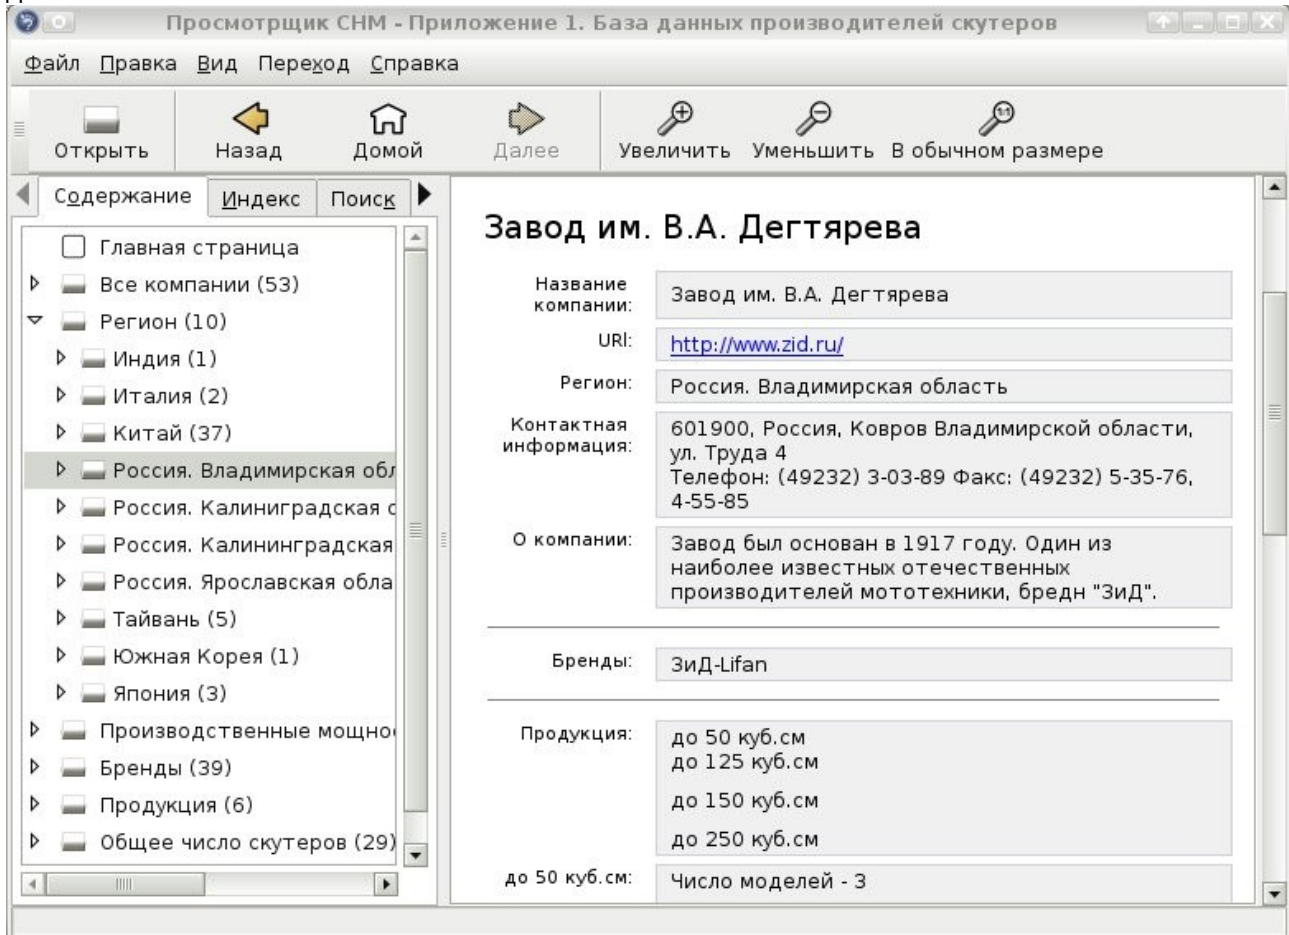 Просмотрщик CHM - Приложение 1. База данных производителей скутеров
Файл Правка Вид Переход Справка
Открыть Назад Домой Далее Увеличить Уменьшить В обычном размере
Содержание Индекс Поиск
Главная страница
Все компании (53)
Регион (10)
Индия (1)
Италия (2)
Китай (37)
Россия. Владимирская обл
Россия. Калиниградская о
Россия. Калининградская
Россия. Ярославская обла
Тайвань (5)
Южная Корея (1)
Япония (3)
Производственные мощно
Бренды (39)
Продукция (6)
Общее число скутеров (29)
Завод им. В.А. Дегтярева
Название компании: Завод им. В.А. Дегтярева
URl: http://www.zid.ru/
Регион: Россия. Владимирская область
Контактная информация: 601900, Россия, Ковров Владимирской области,
ул. Труда 4
Телефон: (49232) 3-03-89 Факс: (49232) 5-35-76,
4-55-85
О компании: Завод был основан в 1917 году. Один из
наиболее известных отечественных
производителей мототехники, бредн "ЗиД".
Бренды: ЗиД-Lifan
Продукция: до 50 куб.см
до 125 куб.см
до 150 куб.см
до 250 куб.см
до 50 куб.см: Число моделей - 3